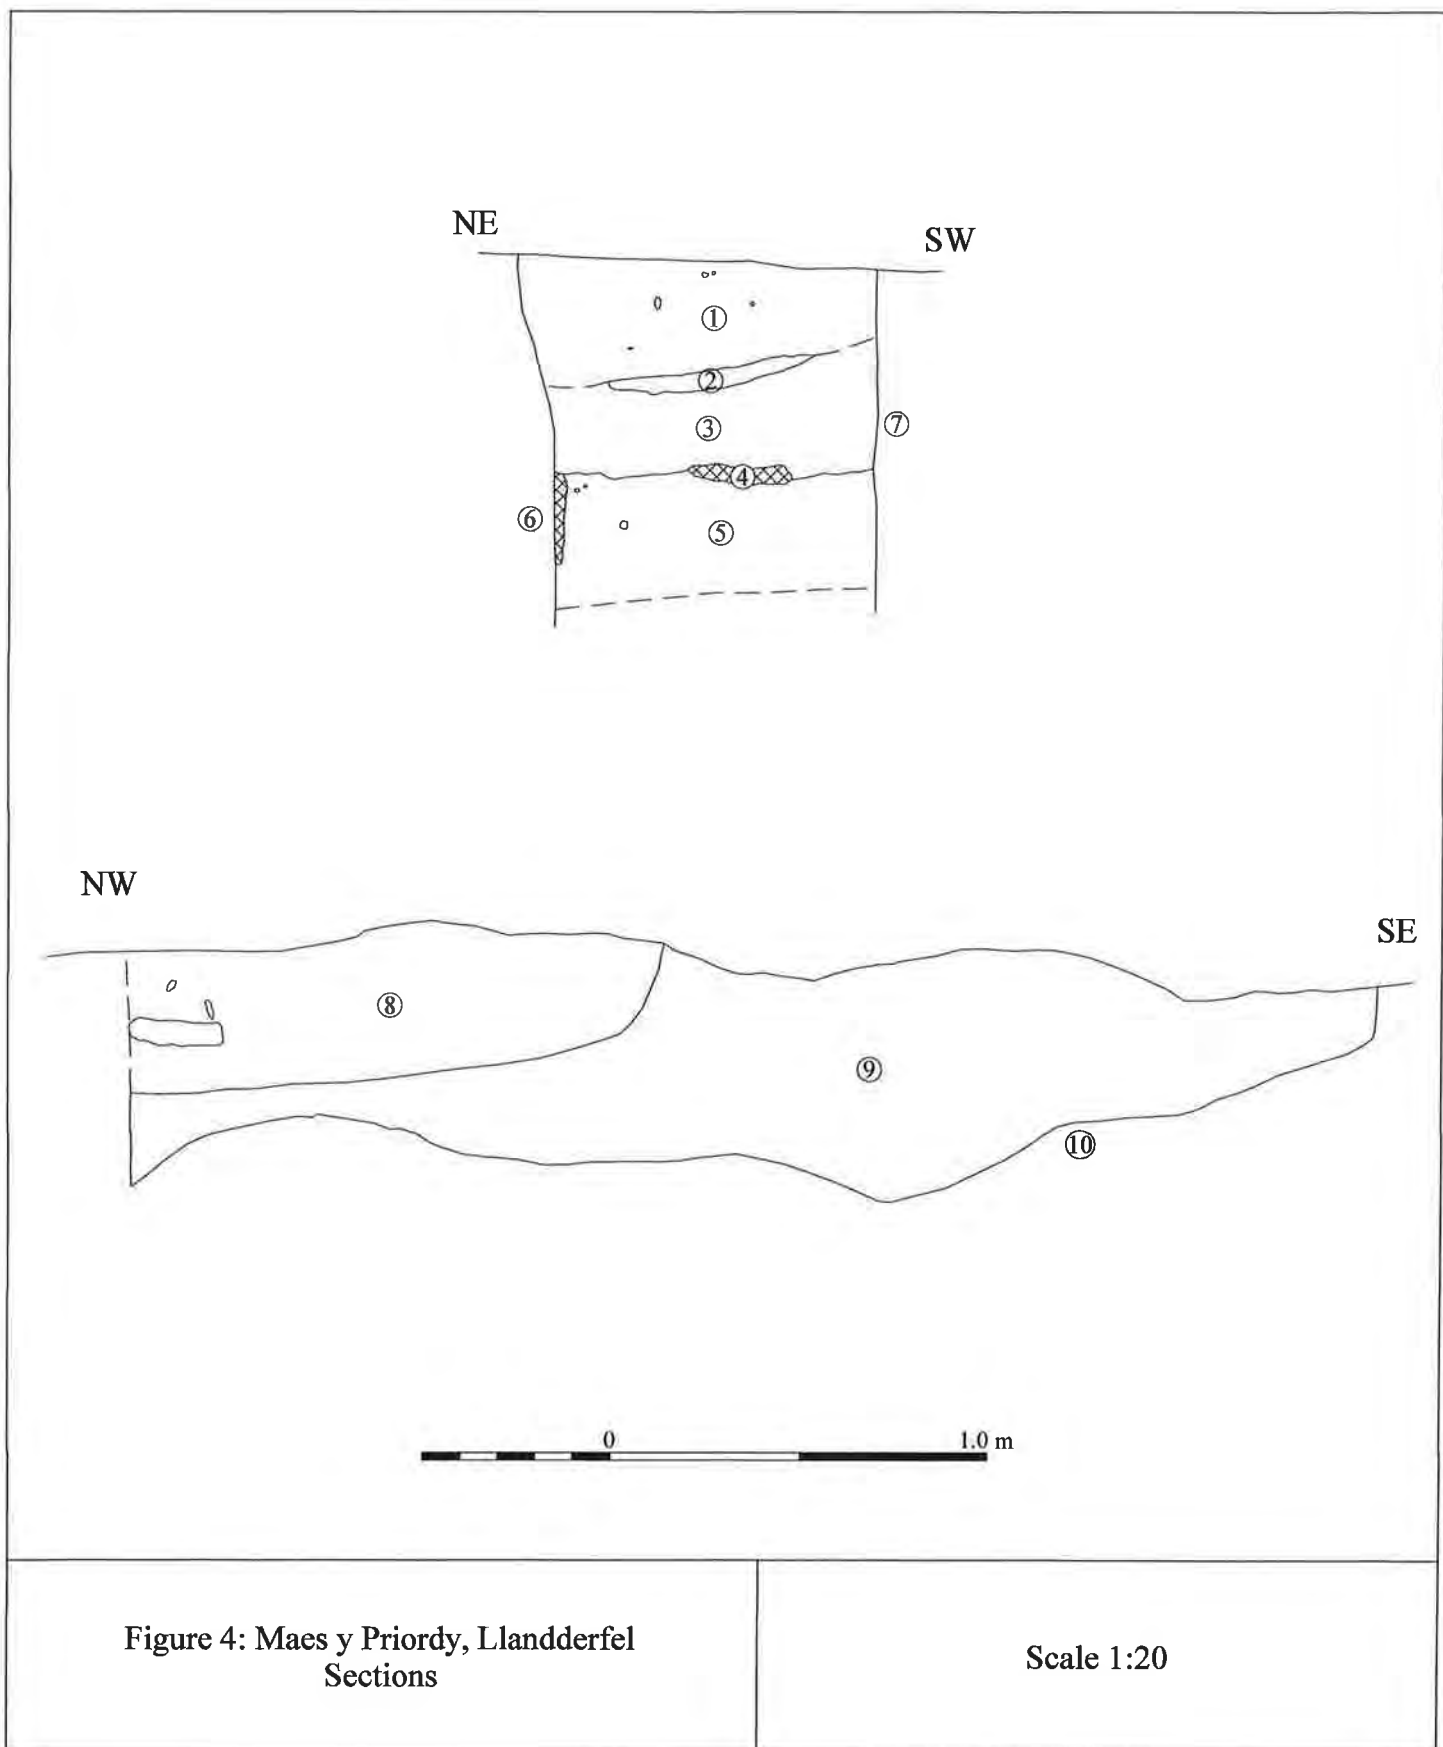 NE
SW
①
②
③
⑦
④
⑥
⑤
NW
SE
⑧
⑨
⑩
0 1.0 m
Figure 4: Maes y Priordy, Llandderfel
Sections
Scale 1:20